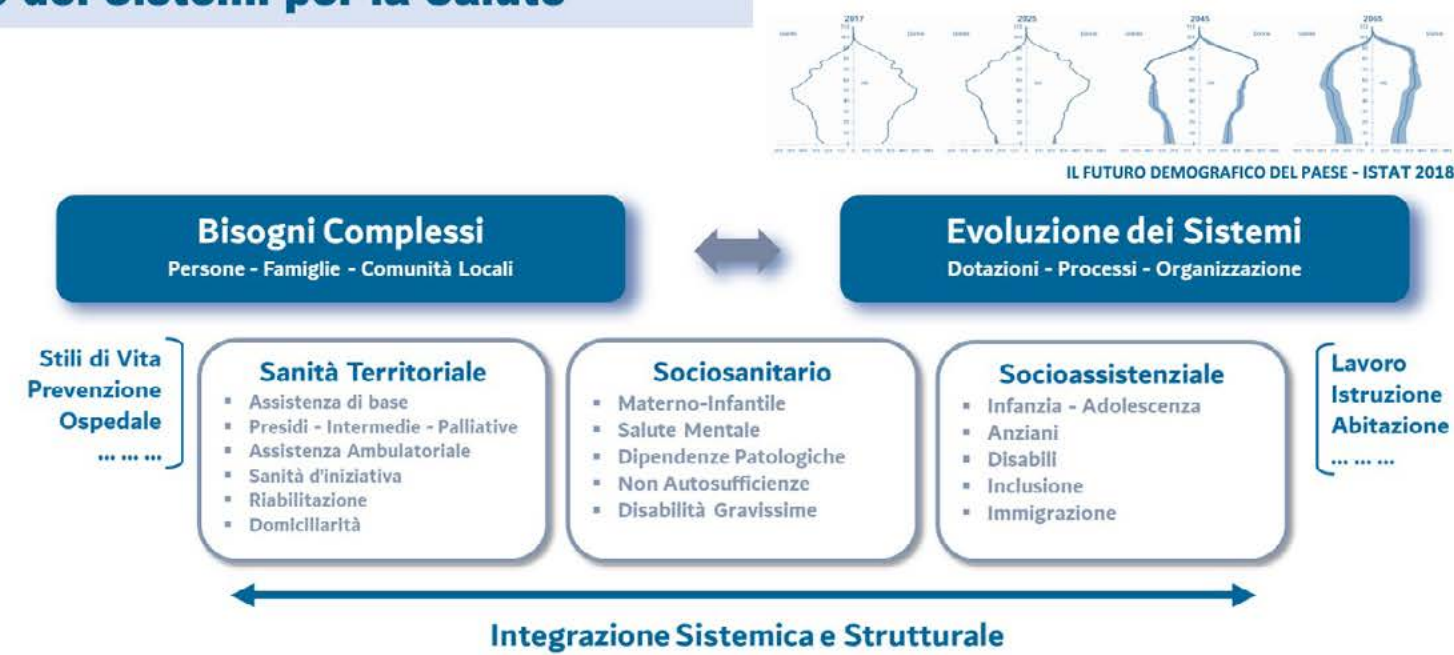 dei Sistemi per la Salute
2017 2025 2045 2065
IL FUTURO DEMOGRAFICO DEL PAESE - ISTAT 2018
Bisogni Complessi
Persone - Famiglie - Comunità Locali
Evoluzione dei Sistemi
Dotazioni - Processi - Organizzazione
Stili di Vita
Prevenzione
Ospedale
... ... ...
Sanità Territoriale
▪ Assistenza di base
▪ Presidi - Intermedie - Palliative
▪ Assistenza Ambulatoriale
▪ Sanità d'iniziativa
▪ Riabilitazione
▪ Domiciliarità
Sociosanitario
▪ Materno-Infantile
▪ Salute Mentale
▪ Dipendenze Patologiche
▪ Non Autosufficienze
▪ Disabilità Gravissime
Socioassistenziale
▪ Infanzia - Adolescenza
▪ Anziani
▪ Disabili
▪ Inclusione
▪ Immigrazione
Lavoro
Istruzione
Abitazione
... ... ...
Integrazione Sistemica e Strutturale